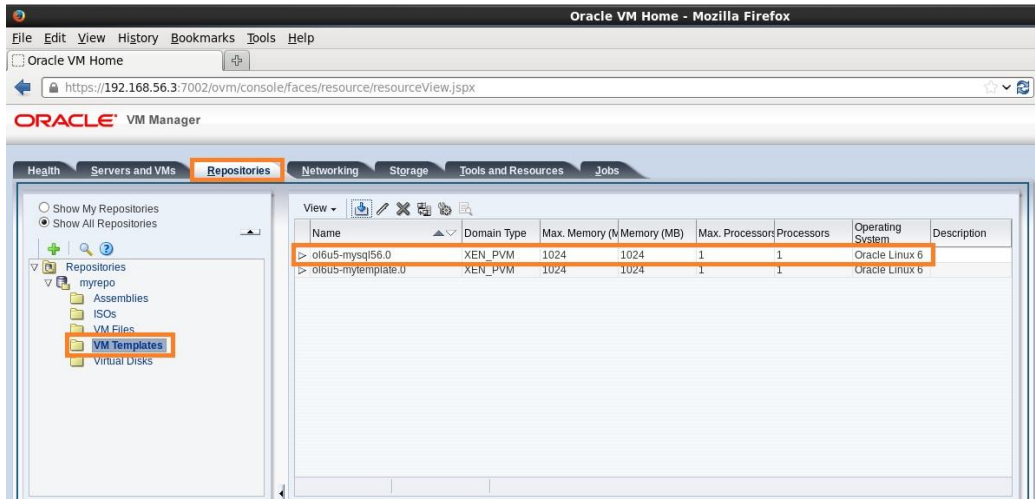 Oracle VM Home - Mozilla Firefox
File Edit View History Bookmarks Tools Help
Oracle VM Home
https://192.168.56.3:7002/ovm/console/faces/resource/resourceView.jspx
ORACLE VM Manager
Health Servers and VMs Repositories Networking Storage Tools and Resources Jobs
Show My Repositories
Show All Repositories
Repositories
myrepo
Assemblies
ISOs
VM Files
VM Templates
Virtual Disks
View
Name Domain Type Max. Memory (M Memory (MB) Max. Processors Processors Operating System Description
ol6u5-mysql56.0 XEN_PVM 1024 1024 1 1 Oracle Linux 6
ol6u5-mytemplate.0 XEN_PVM 1024 1024 1 1 Oracle Linux 6